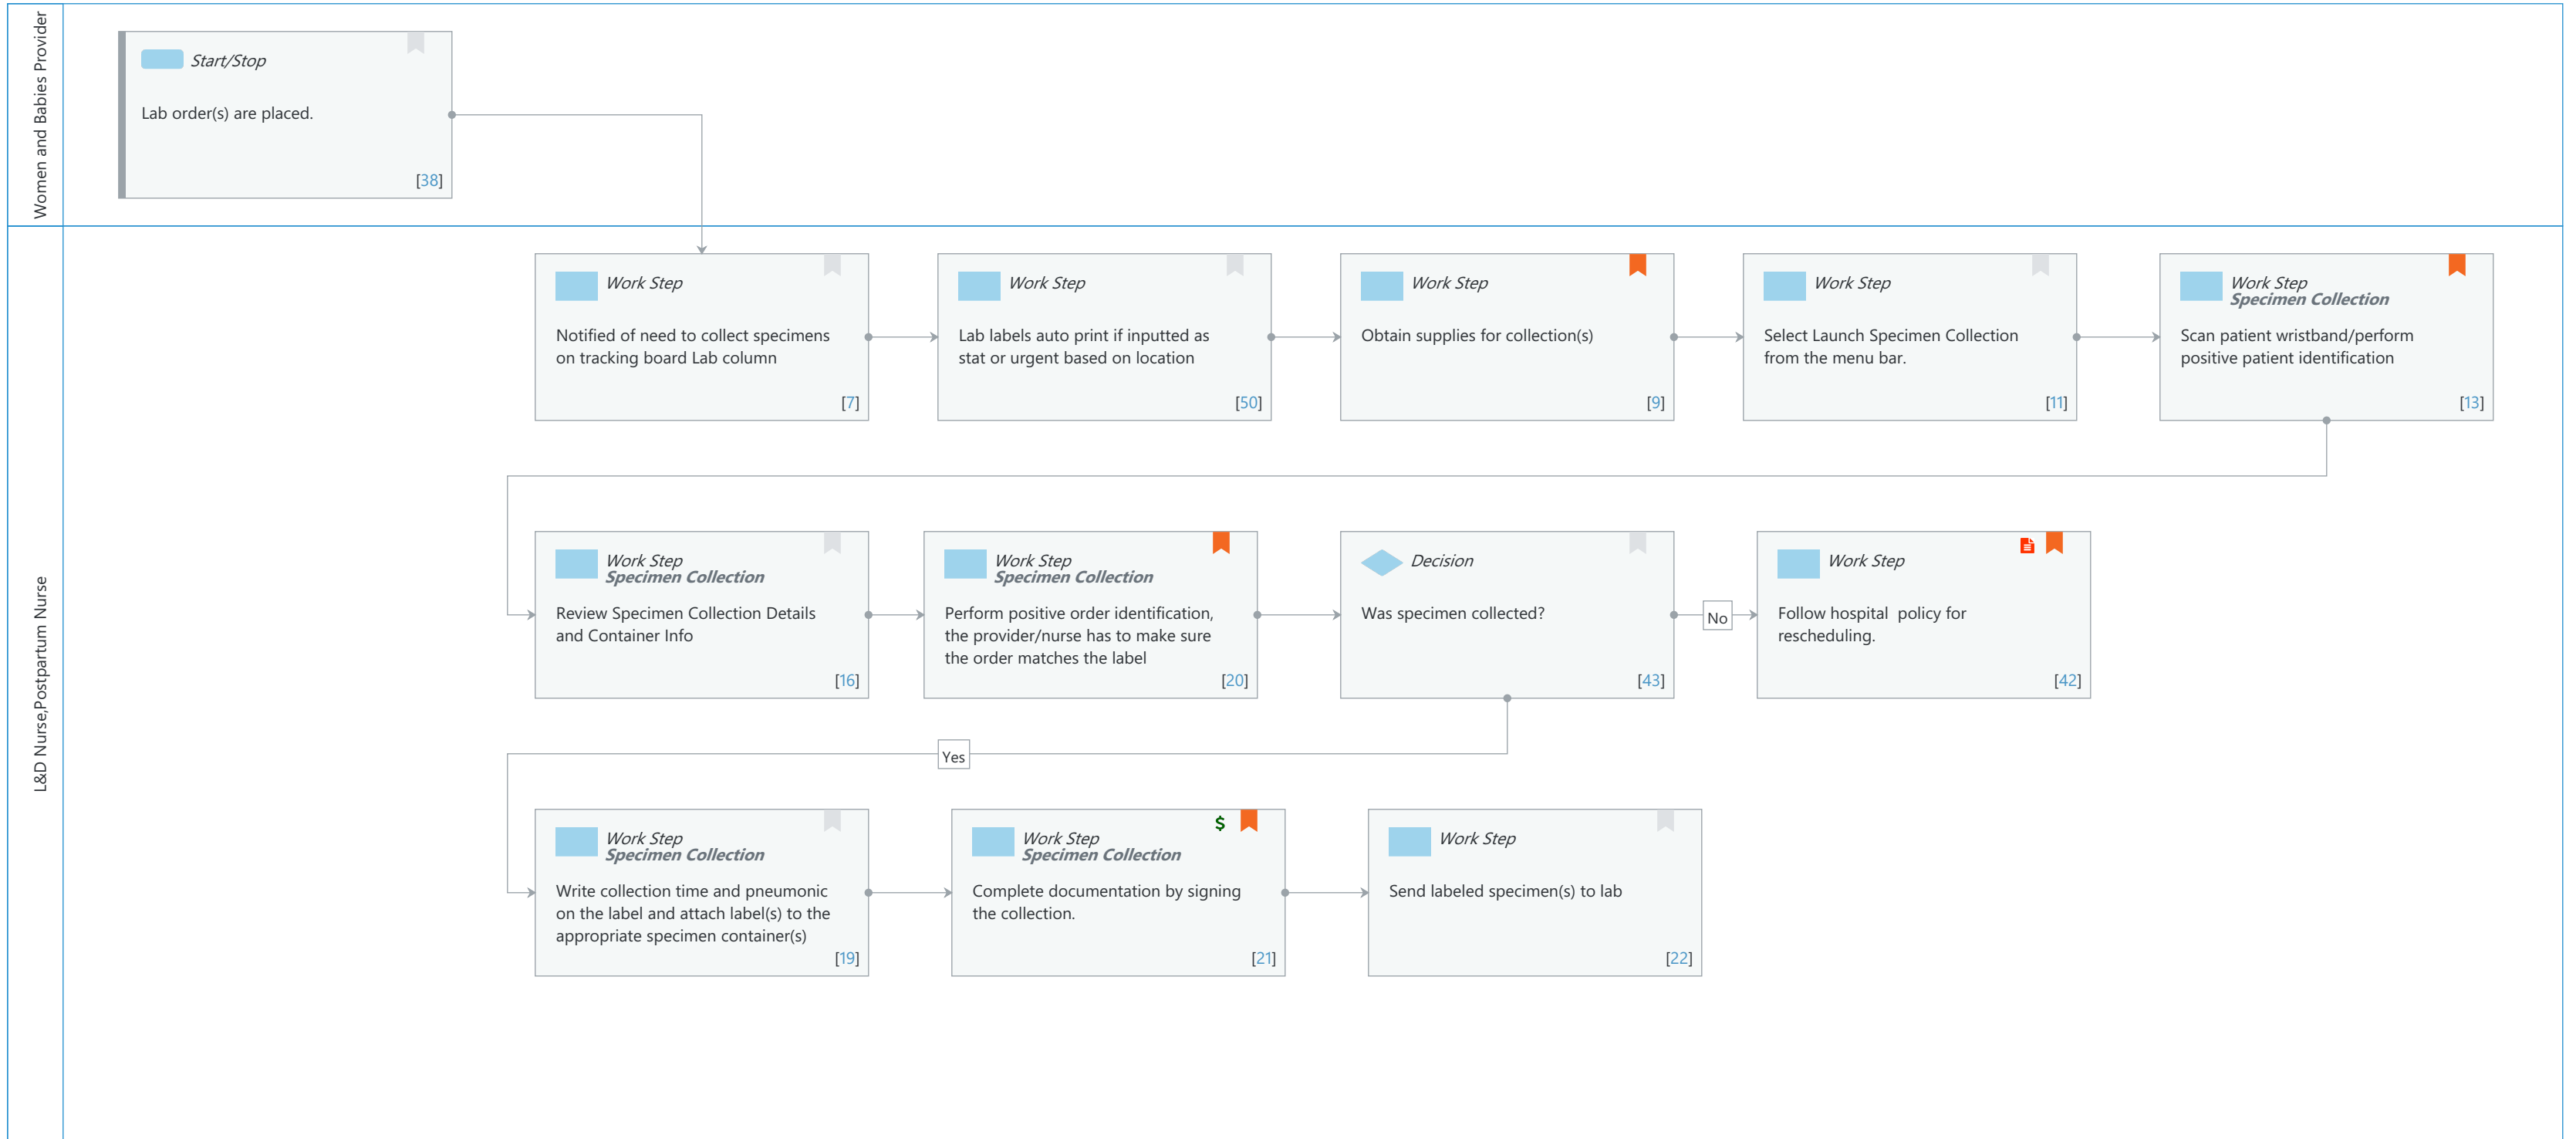 Women and Babies Provider
Start/Stop
Lab order(s) are placed.
[38]
L&D Nurse,Postpartum Nurse
Work Step
Notified of need to collect specimens
on tracking board Lab column
[7]
Work Step
Lab labels auto print if inputted as
stat or urgent based on location
[50]
Work Step
Obtain supplies for collection(s)
[9]
Work Step
Select Launch Specimen Collection
from the menu bar.
[11]
Work Step
Specimen Collection
Scan patient wristband/perform
positive patient identification
[13]
Work Step
Specimen Collection
Review Specimen Collection Details
and Container Info
[16]
Work Step
Specimen Collection
Perform positive order identification,
the provider/nurse has to make sure
the order matches the label
[20]
Decision
Was specimen collected?
[43]
No
Work Step
Follow hospital  policy for
rescheduling.
[42]
Yes
Work Step
Specimen Collection
Write collection time and pneumonic
on the label and attach label(s) to the
appropriate specimen container(s)
[19]
$
Work Step
Specimen Collection
Complete documentation by signing
the collection.
[21]
Work Step
Send labeled specimen(s) to lab
[22]